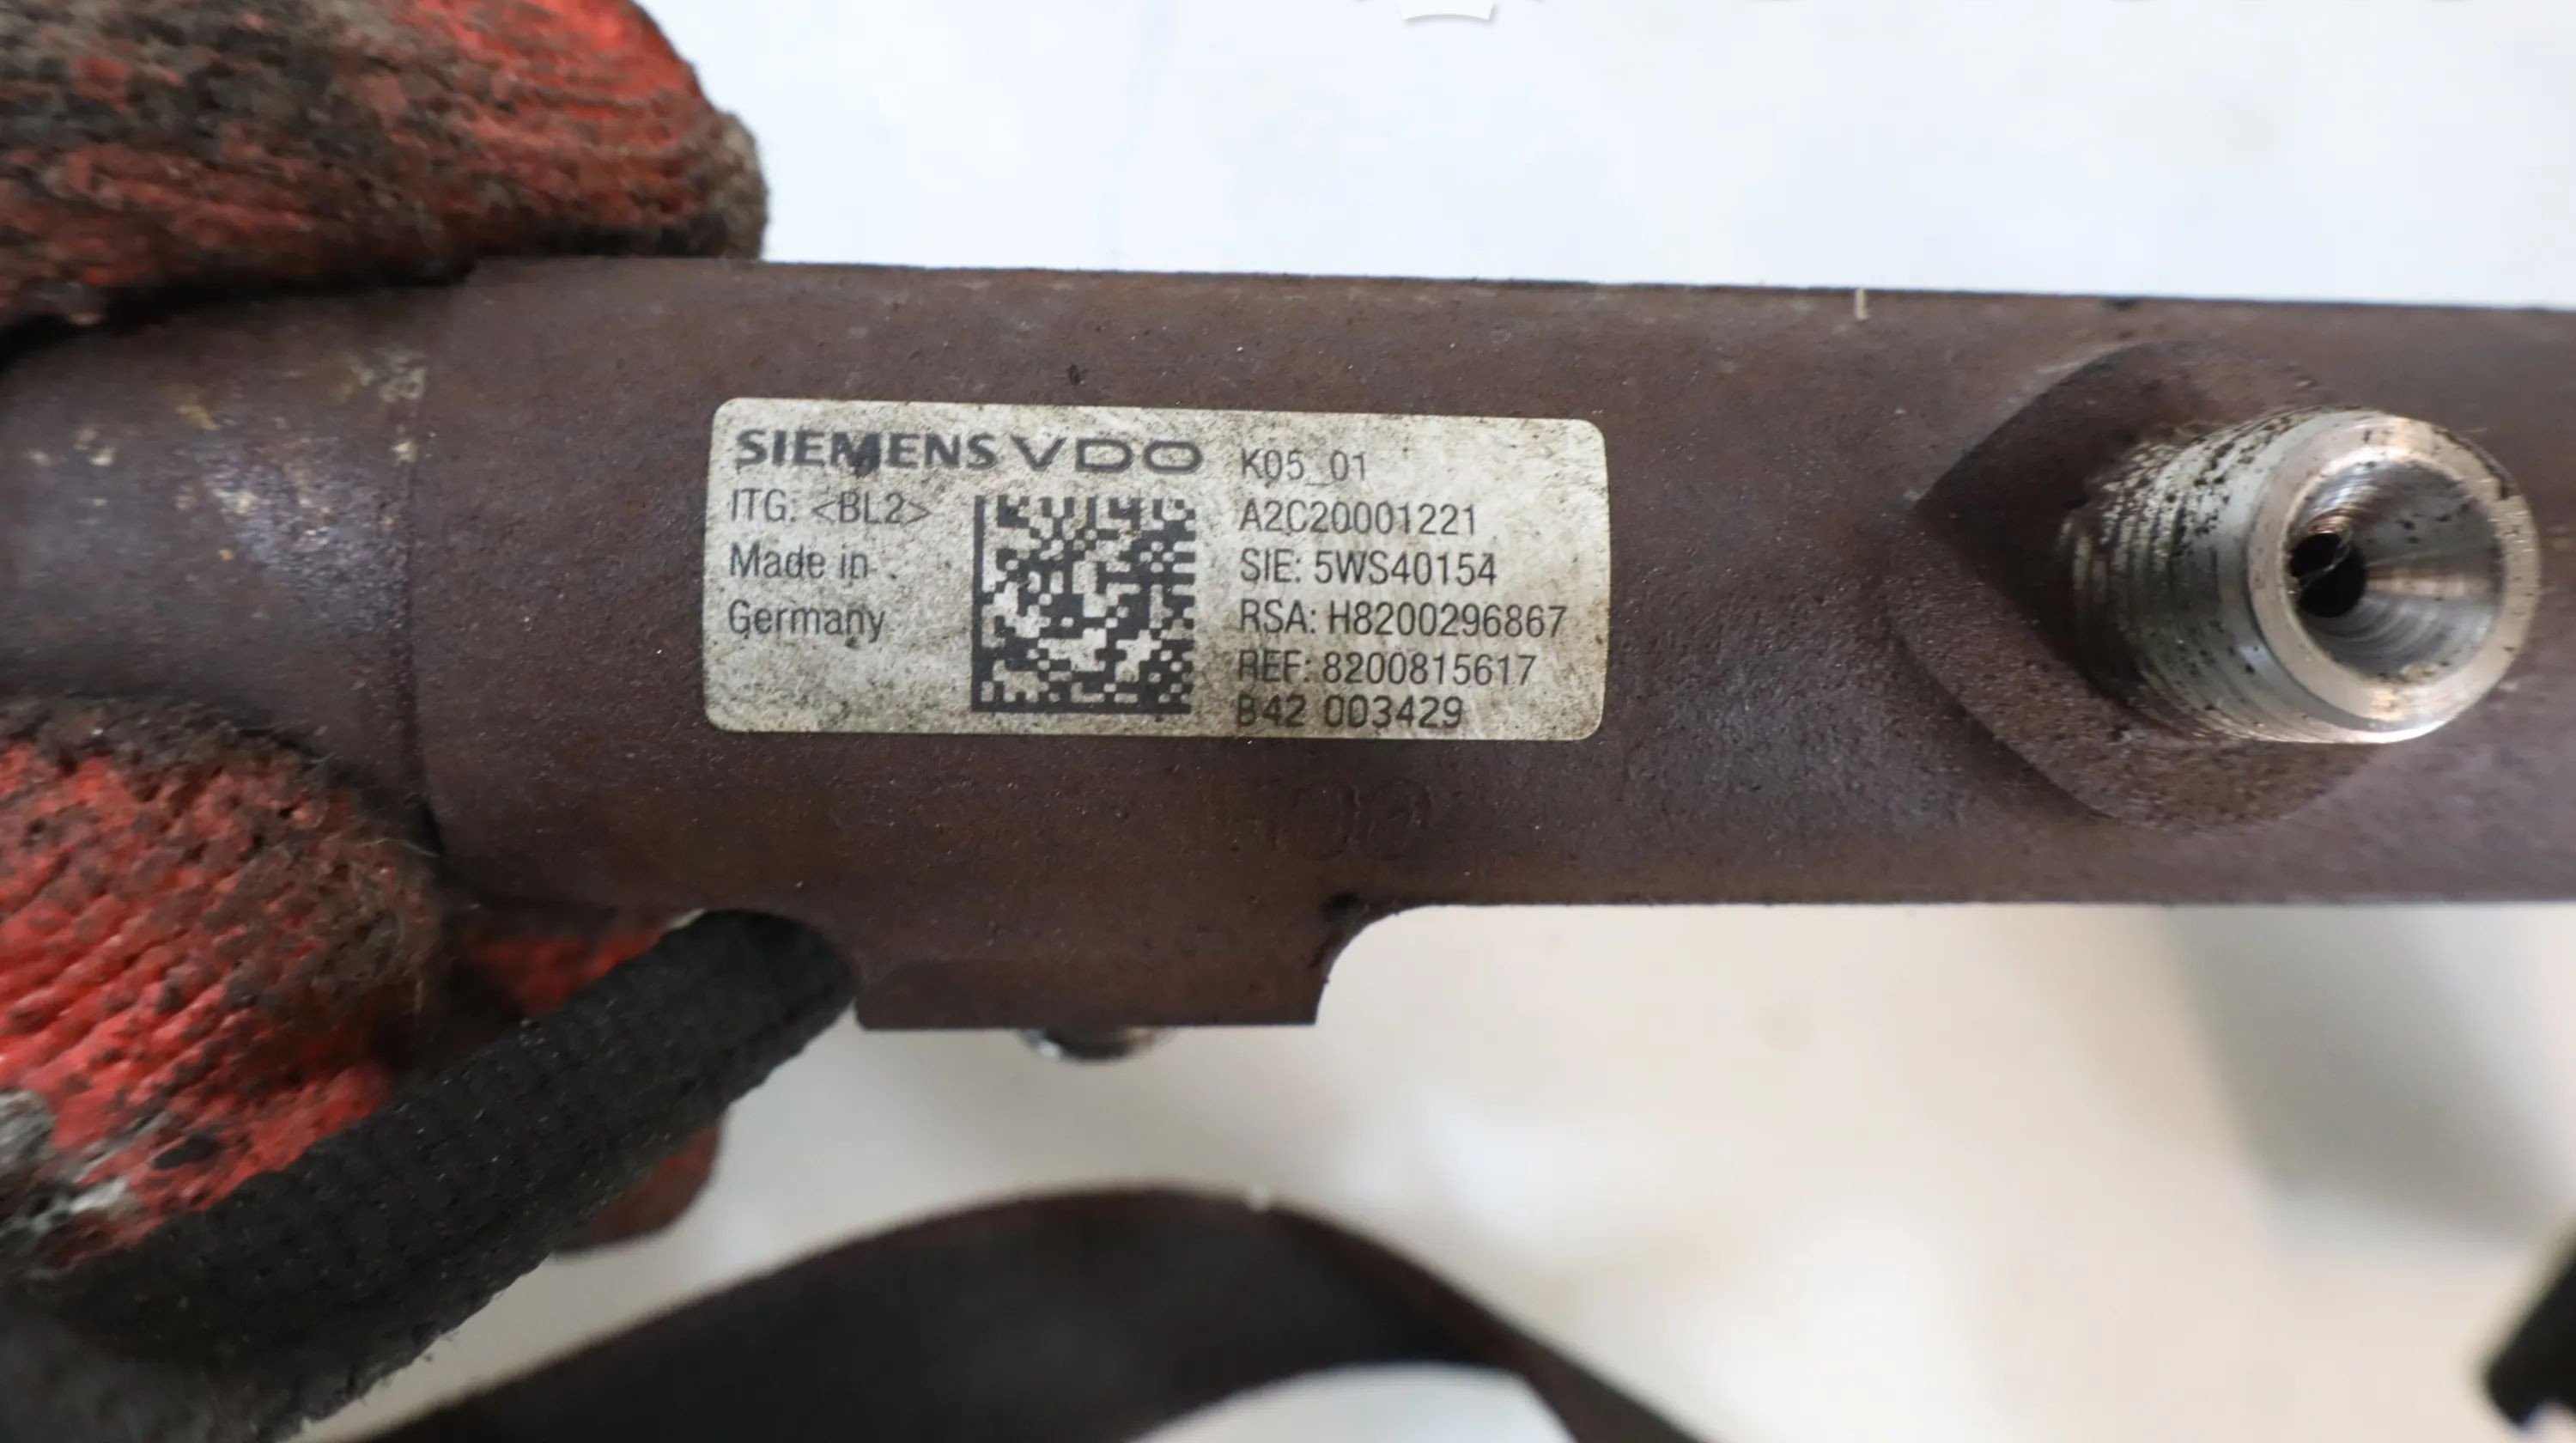 SIEMENS VDO K05_01
ITG: <BL2>
Made in
Germany
A2C20001221
SIE: 5WS40154
RSA: H8200296867
REF: 8200815617
B42 003429